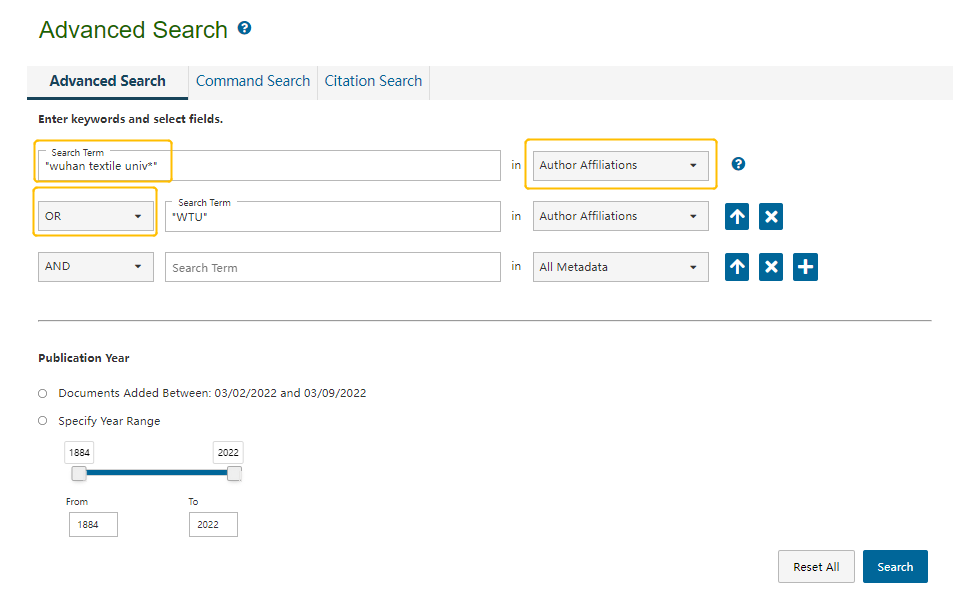 Advanced Search ?
Advanced Search Command Search Citation Search
Enter keywords and select fields.
Search Term
"wuhan textile univ*" in Author Affiliations ?
OR Search Term
"WTU" in Author Affiliations
AND Search Term in All Metadata
Publication Year
Documents Added Between: 03/02/2022 and 03/09/2022
Specify Year Range
1884 2022
From To
1884 2022
Reset All Search